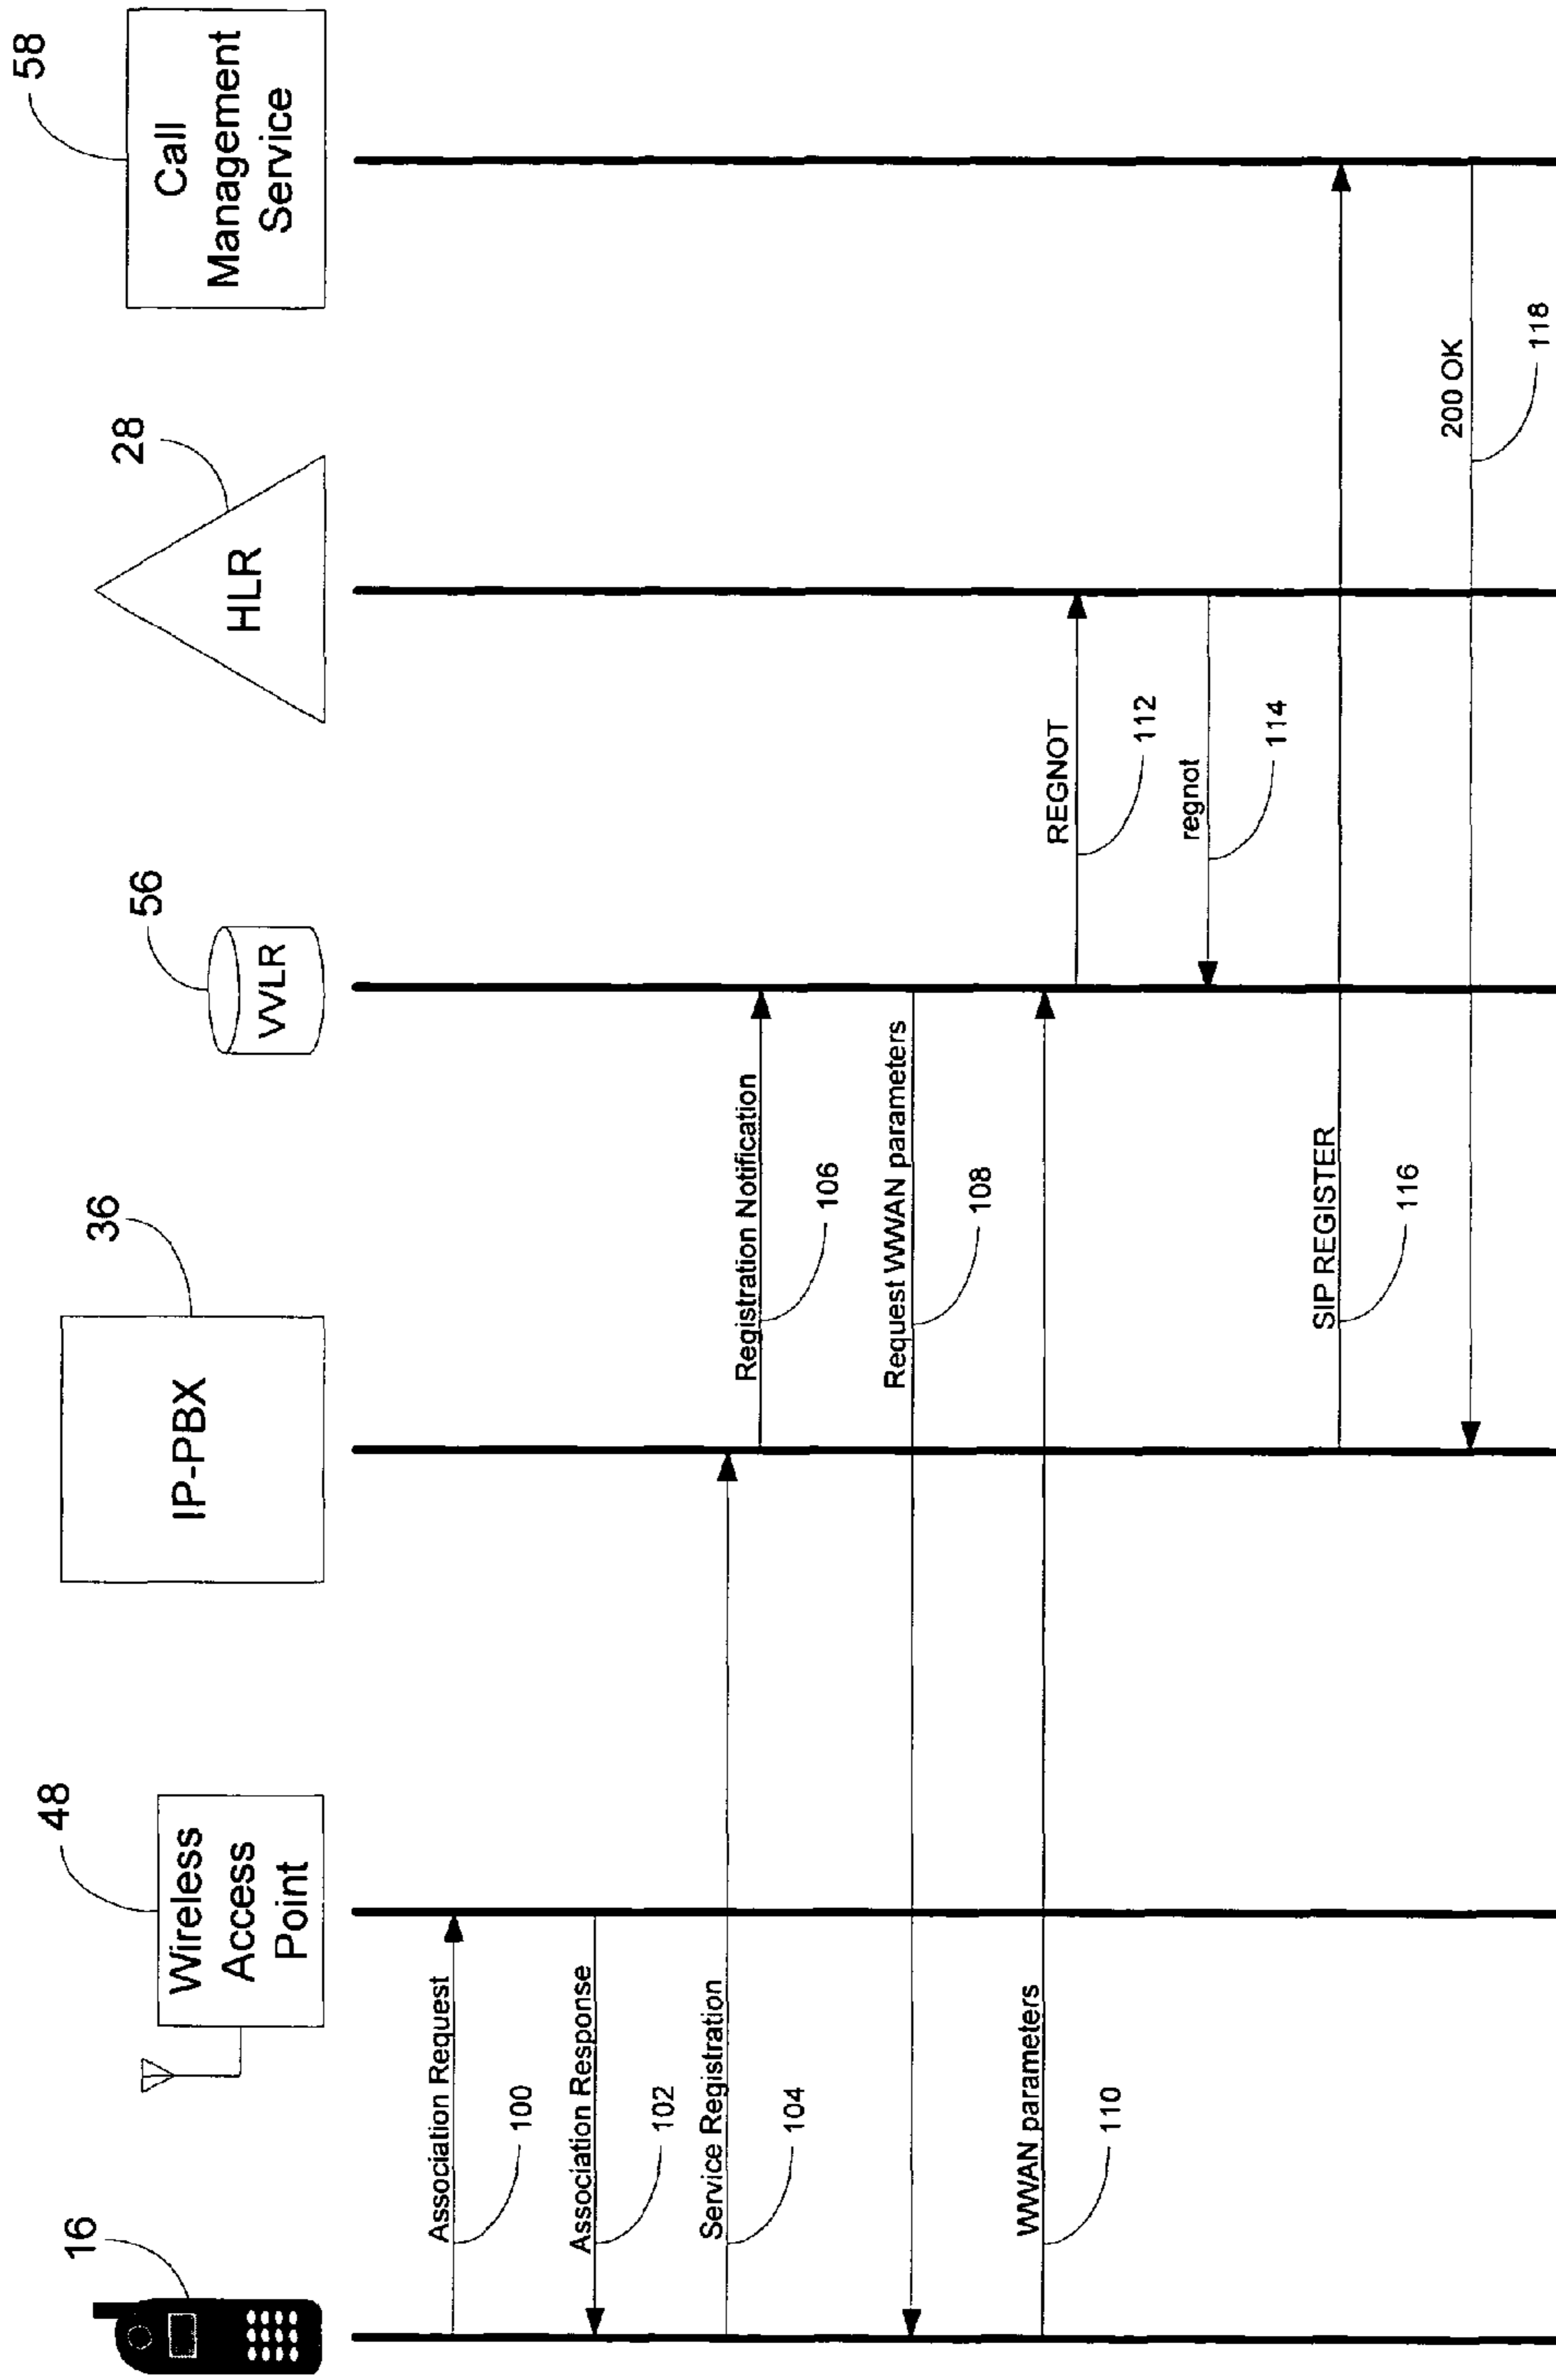 16
48
Wireless
Access
Point
36
IP-PBX
56
VVLR
28
HLR
58
Call
Management
Service
Association Request
100
Association Response
102
Service Registration
104
Registration Notification
106
Request WWAN parameters
108
WWAN parameters
110
REGNOT
112
regnot
114
SIP REGISTER
116
200 OK
118